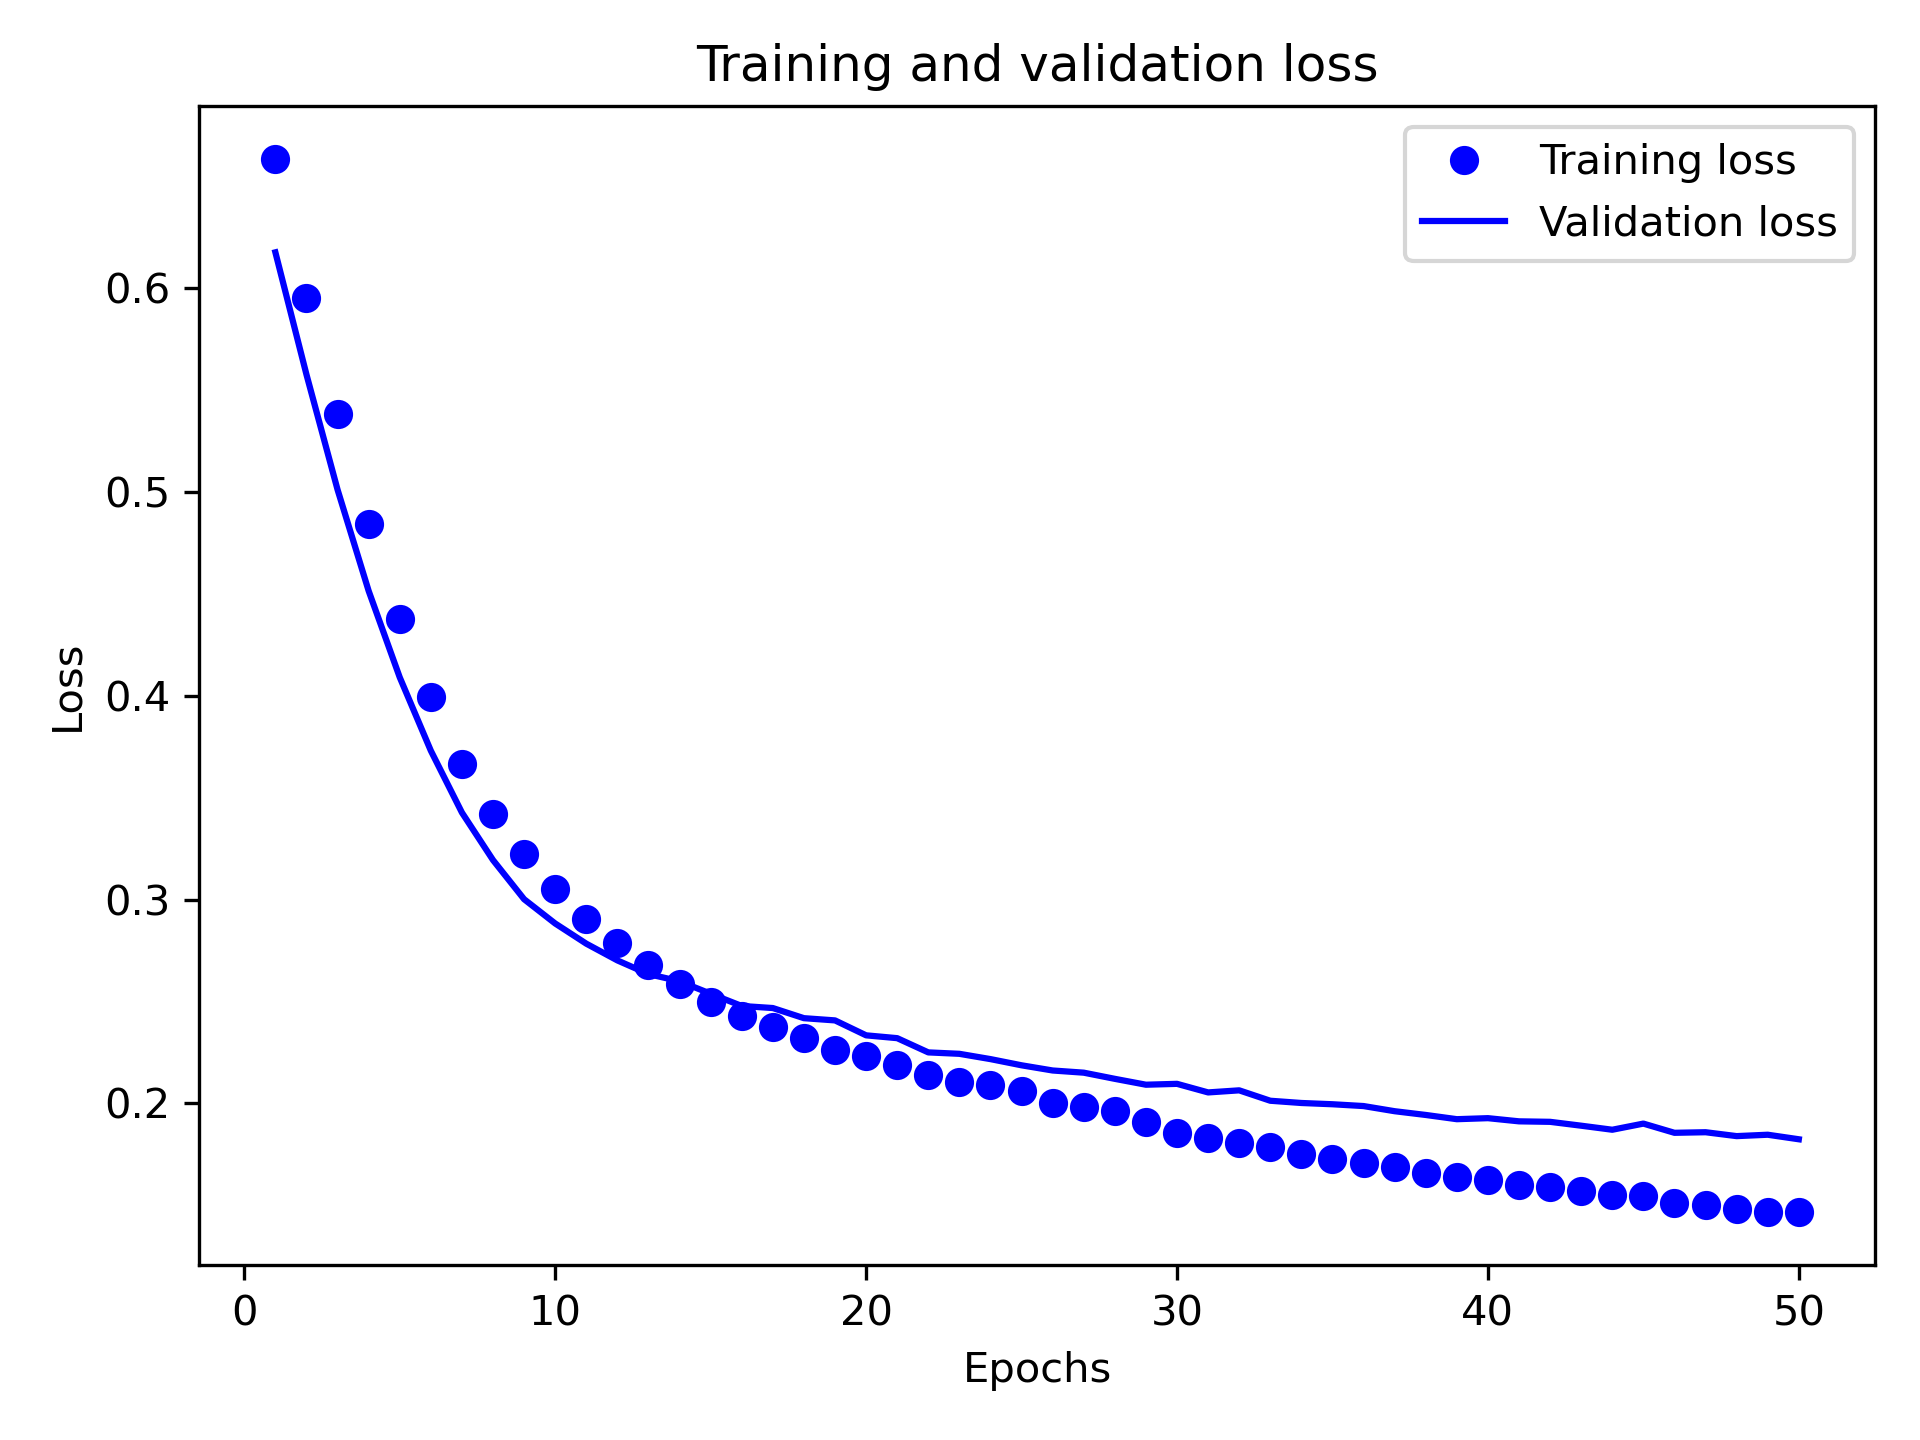 Training and validation loss
Training loss
Validation loss
Loss
0.6
0.5
0.4
0.3
0.2
0 10 20 30 40 50
Epochs